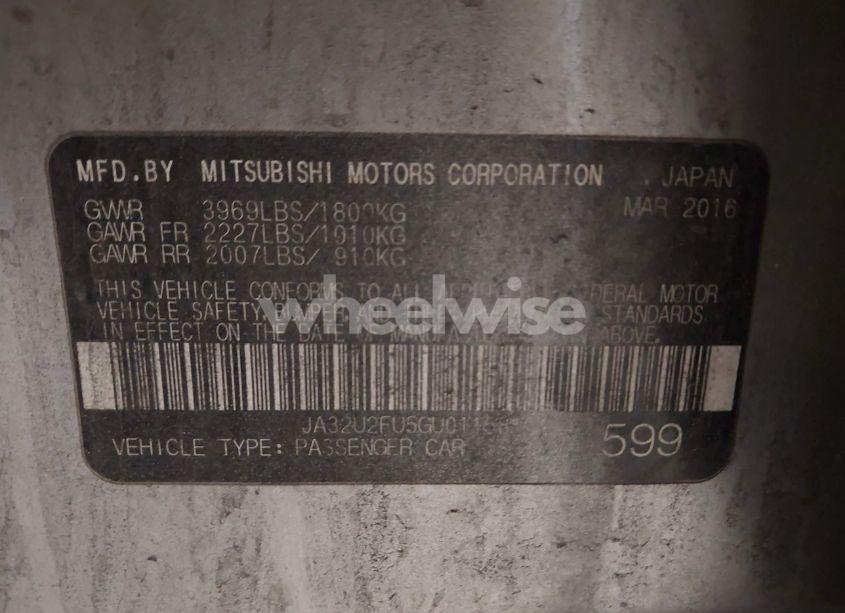 MFD.BY MITSUBISHI MOTORS CORPORATION , JAPAN
GVWR 3969LBS/1800KG MAR 2016
GAWR FR 2227LBS/1010KG
GAWR RR 2007LBS/ 910KG
THIS VEHICLE CONFORMS TO ALL FEDERAL MOTOR
VEHICLE SAFETY, BUMPER, STANDARDS
IN EFFECT ON THE DATE OF ABOVE.
wheelwise
VEHICLE TYPE: PASSENGER CAR 599